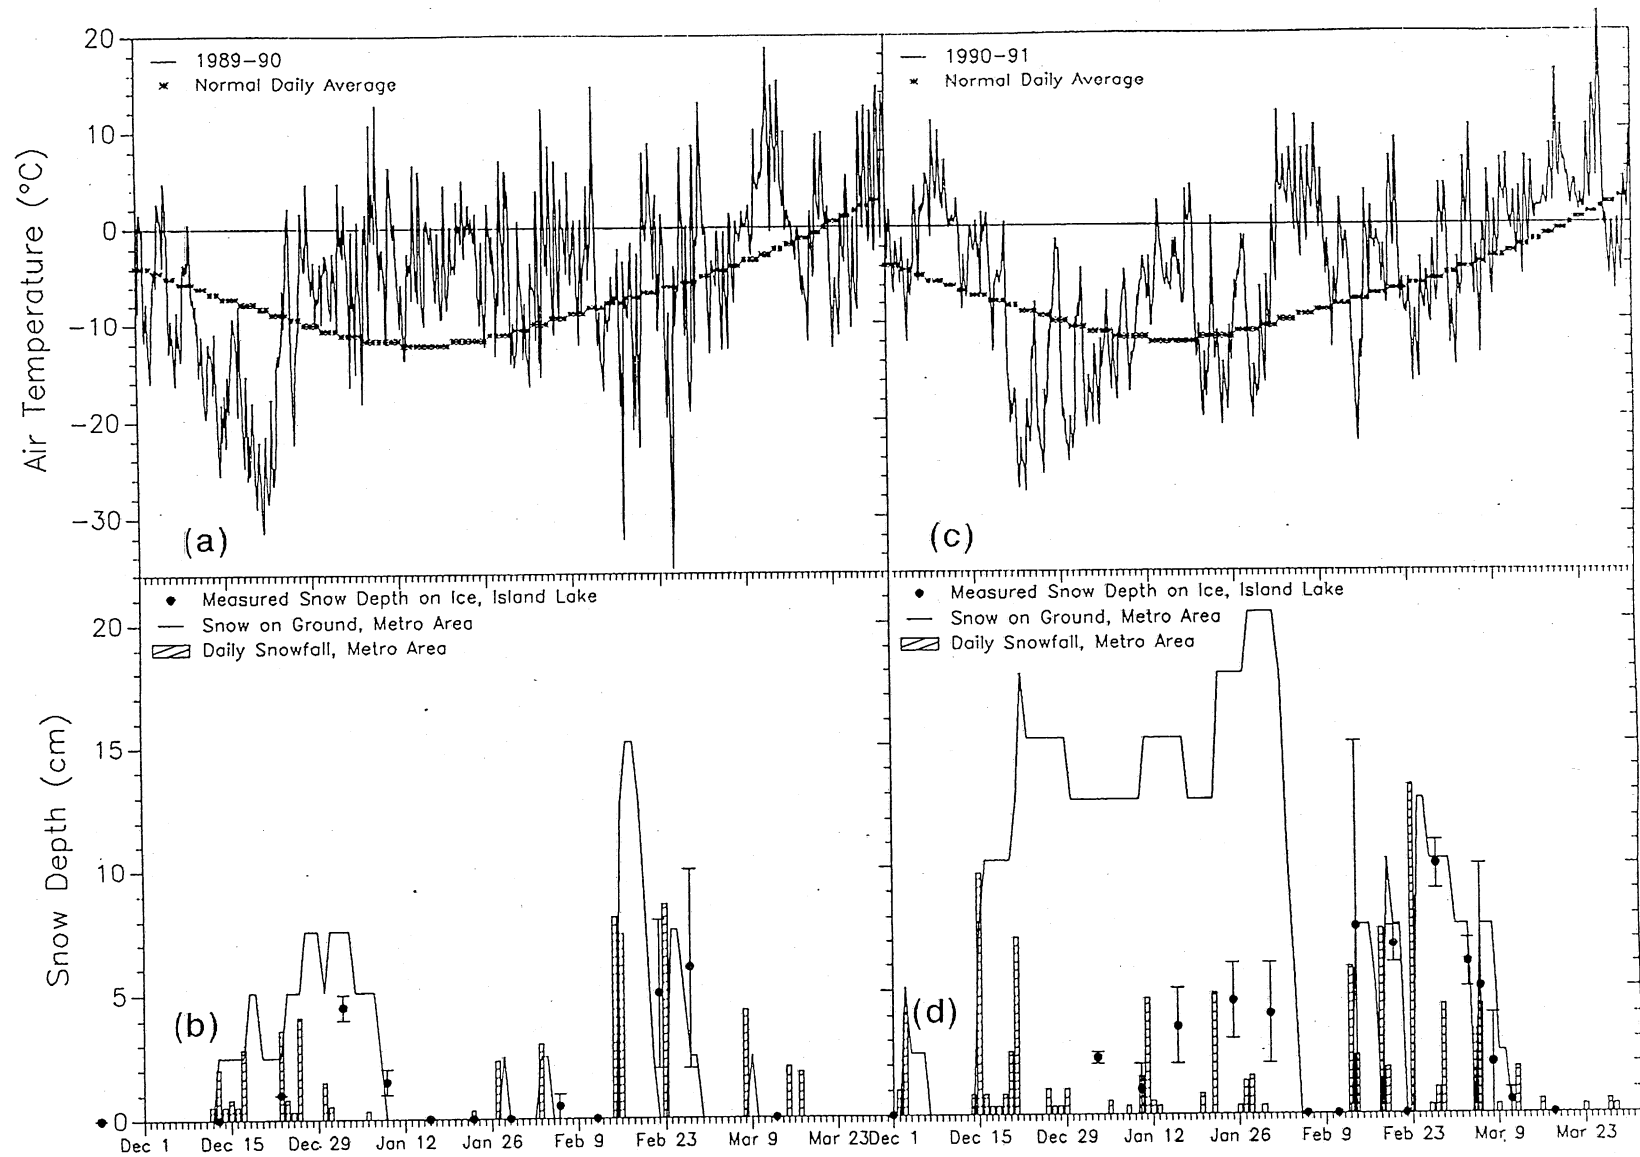 Air Temperature (°C)
20
10
0
−10
−20
−30
1989−90
Normal Daily Average
(a)
1990−91
Normal Daily Average
(c)
Snow Depth (cm)
20
15
10
5
0
Measured Snow Depth on Ice, Island Lake
Snow on Ground, Metro Area
Daily Snowfall, Metro Area
(b)
Measured Snow Depth on Ice, Island Lake
Snow on Ground, Metro Area
Daily Snowfall, Metro Area
(d)
Dec 1 Dec 15 Dec 29 Jan 12 Jan 26 Feb 9 Feb 23 Mar 9 Mar 23 Dec 1 Dec 15 Dec 29 Jan 12 Jan 26 Feb 9 Feb 23 Mar 9 Mar 23